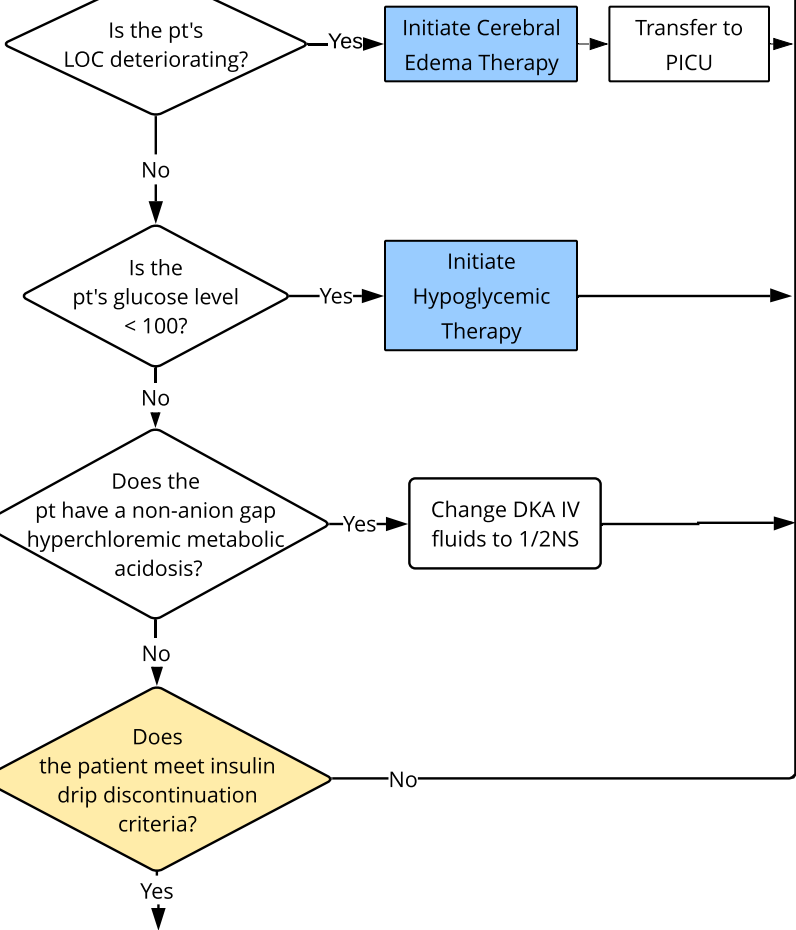 Is the pt's
LOC deteriorating?
Yes
Initiate Cerebral
Edema Therapy
Transfer to
PICU
No
Is the
pt's glucose level
< 100?
Yes
Initiate
Hypoglycemic
Therapy
No
Does the
pt have a non-anion gap
hyperchloremic metabolic
acidosis?
Yes
Change DKA IV
fluids to 1/2NS
No
Does
the patient meet insulin
drip discontinuation
criteria?
No
Yes